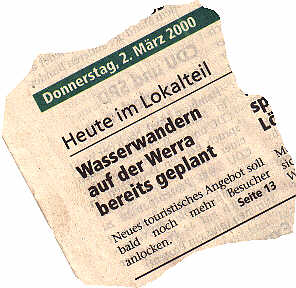 Donnerstag, 2. März 2000
Heute im Lokalteil
Wasserwandern
auf der Werra
bereits geplant
Neues touristisches Angebot soll
bald noch mehr Besucher
anlocken.
Seite 13